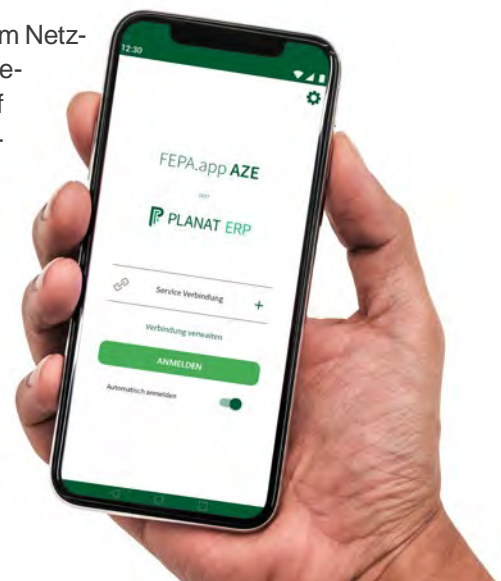 m Netz-
e-
f
-
12:30
FEPA.app AZE
von
PLANAT ERP
Service Verbindung +
Verbindung verwalten
ANMELDEN
Automatisch anmelden